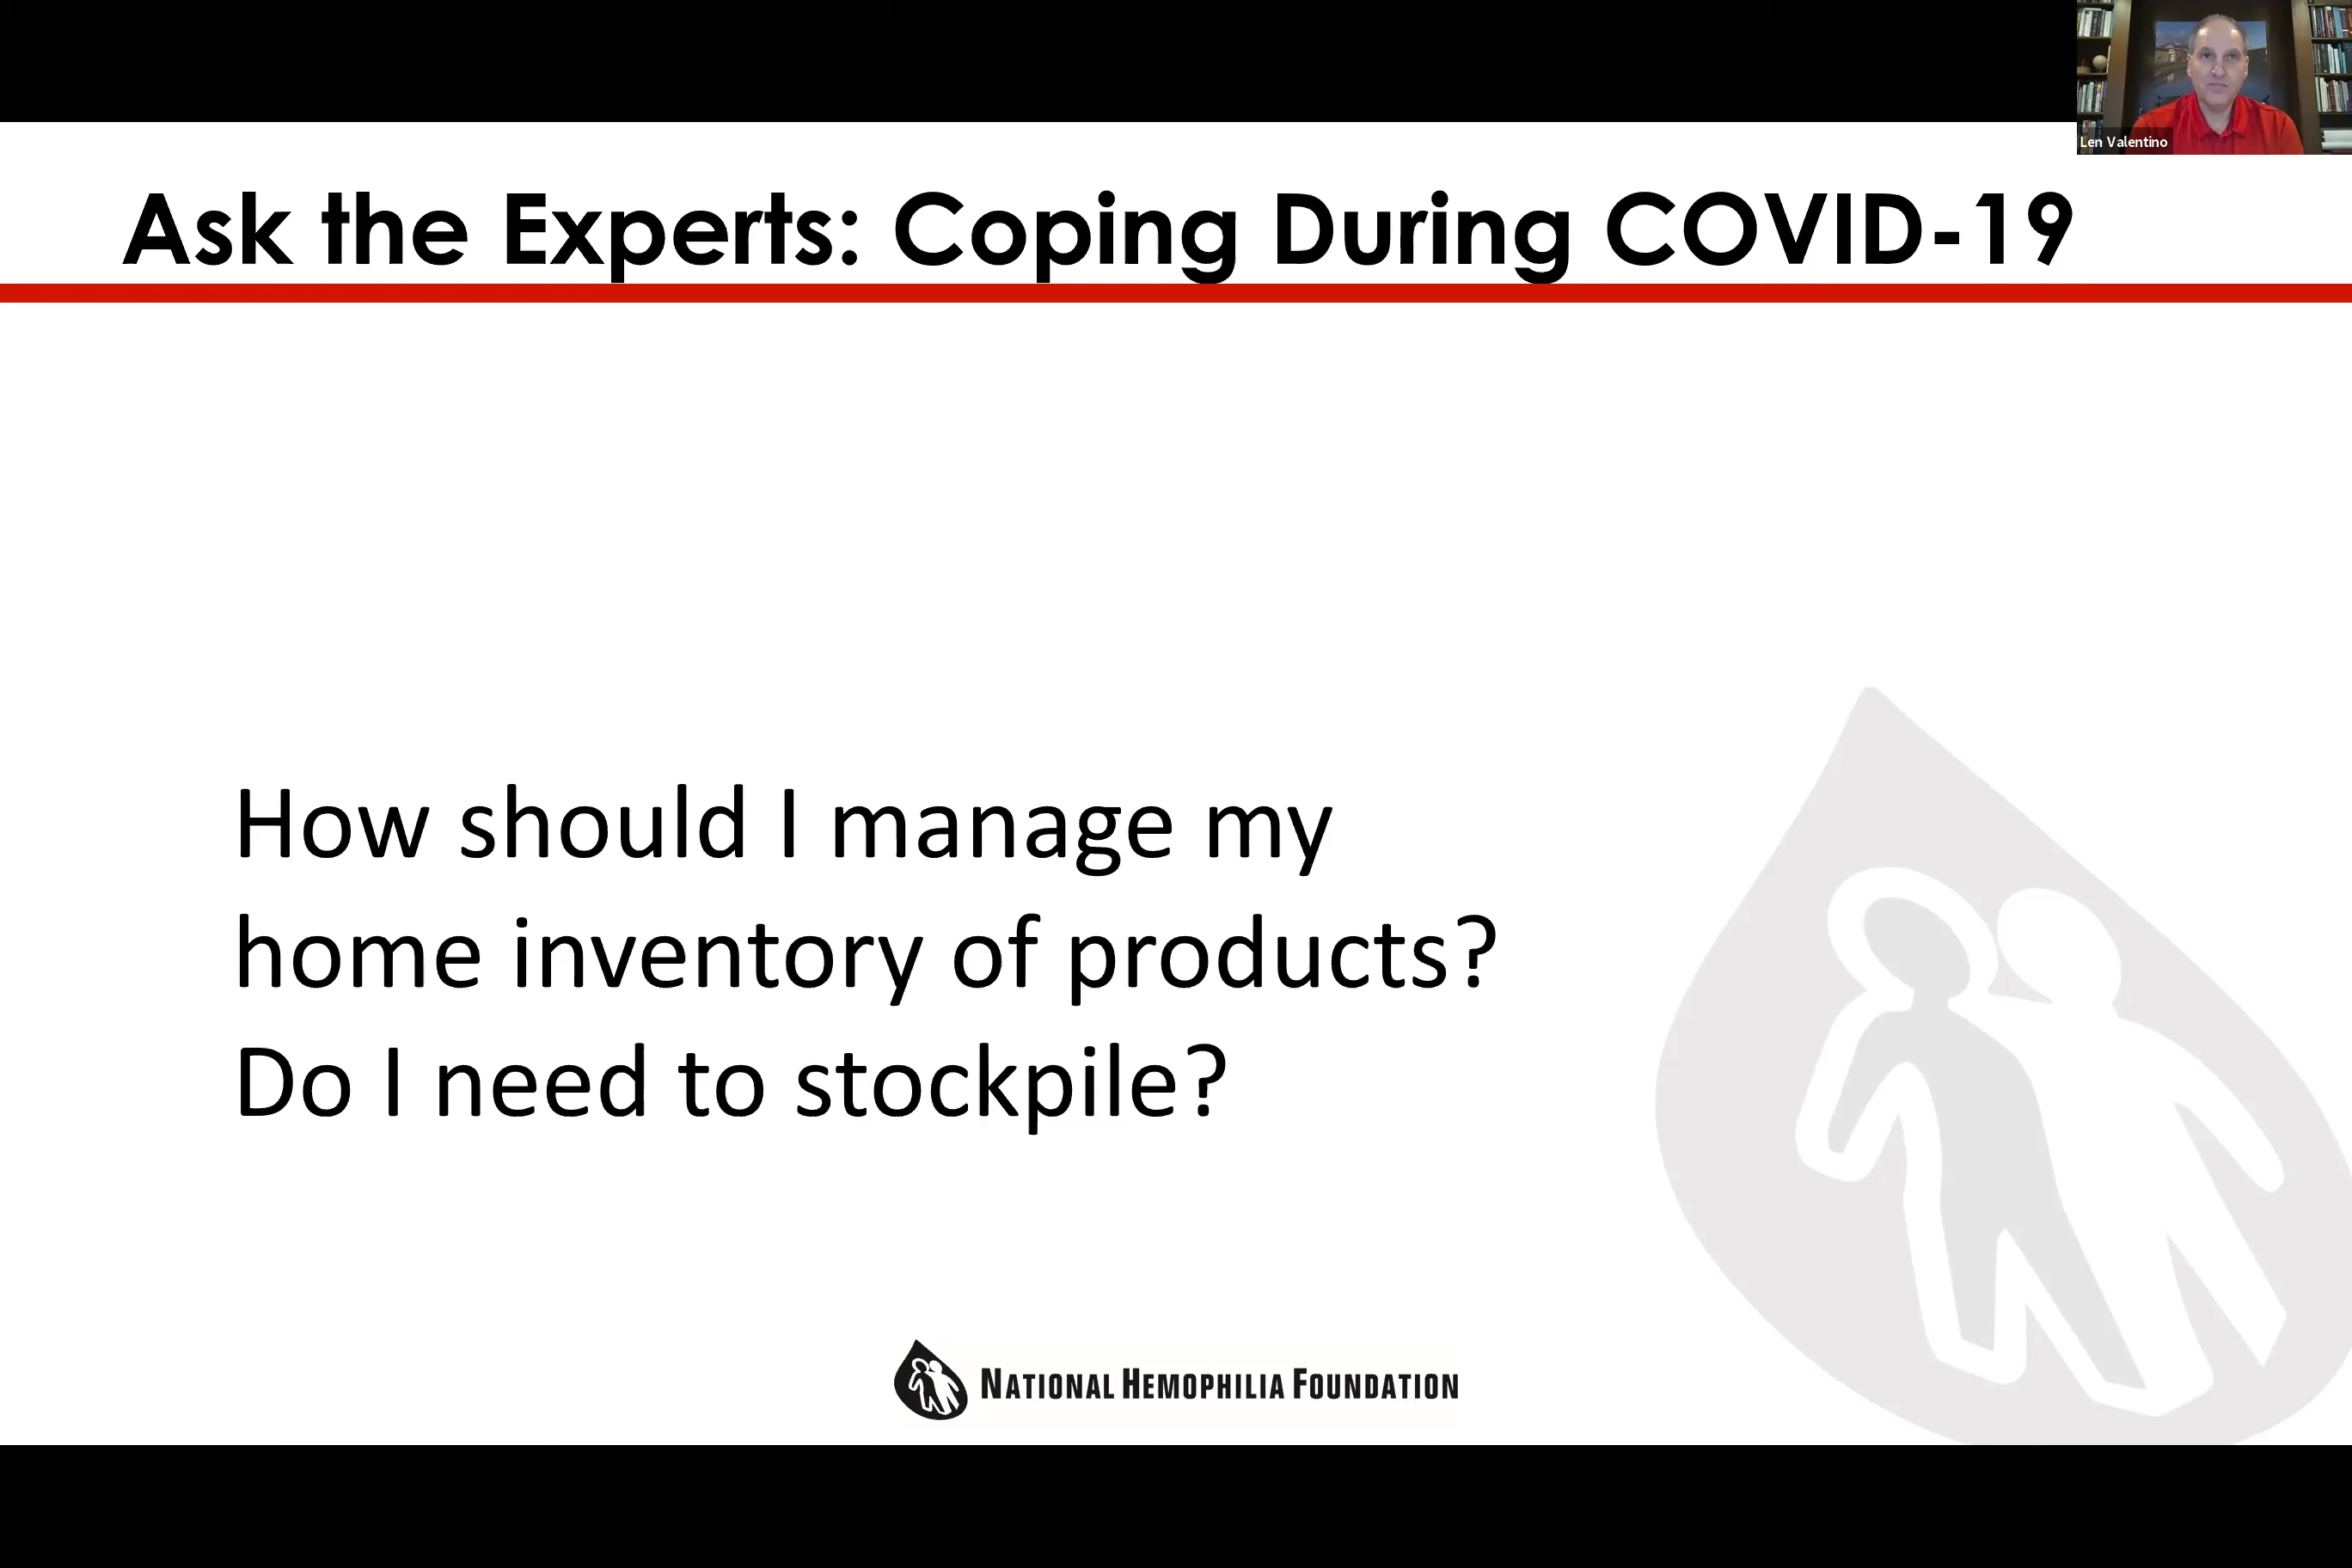 Len Valentino
Ask the Experts: Coping During COVID-19
How should I manage my
home inventory of products?
Do I need to stockpile?
NATIONAL HEMOPHILIA FOUNDATION